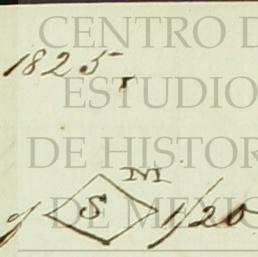 CENTRO D
1825,
ESTUDIO
DE HISTOR
M
S 1/20
DE MEXIC